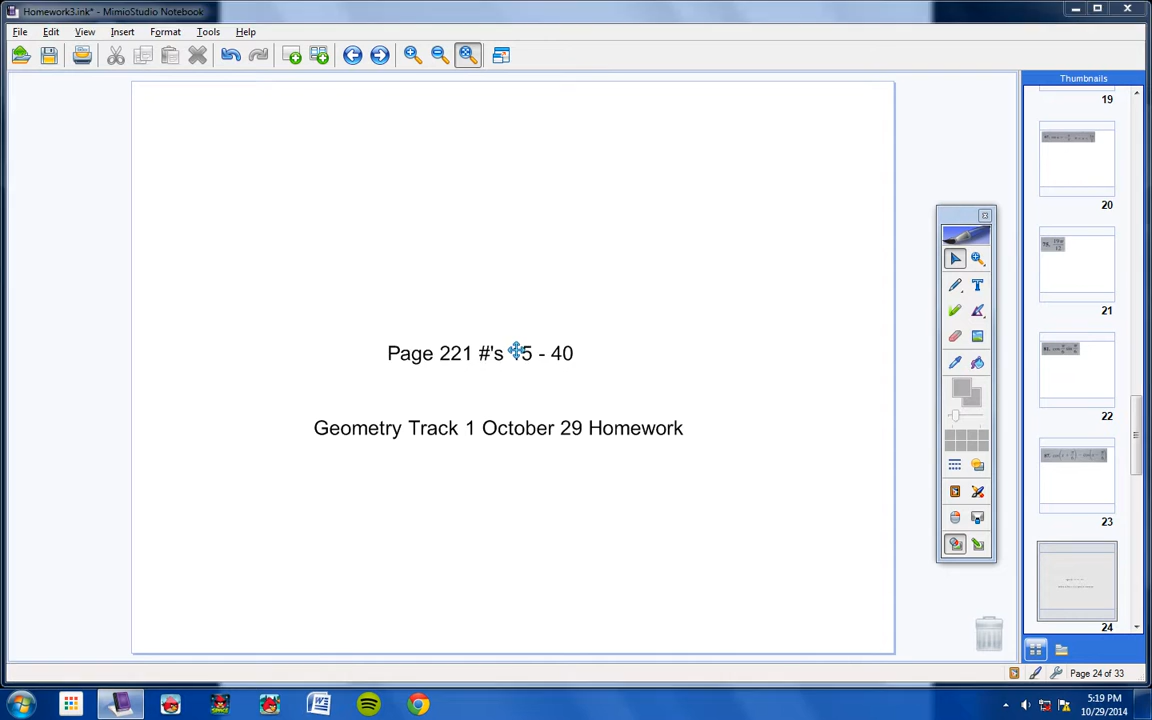 Homework3.ink* - MimioStudio Notebook
File Edit View Insert Format Tools Help
Thumbnails
19
20
21
22
23
24
Page 221 #'s 5 - 40
Geometry Track 1 October 29 Homework
Page 24 of 33
5:19 PM
10/29/2014